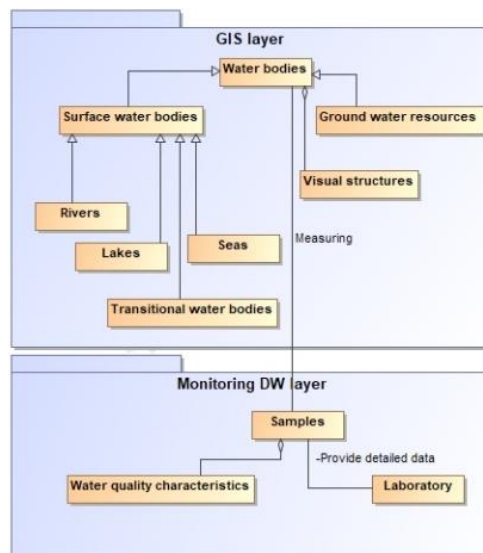 GIS layer
Water bodies
Surface water bodies
Ground water resources
Visual structures
Rivers
Lakes
Seas
Measuring
Transitional water bodies
Monitoring DW layer
Samples
-Provide detailed data
Water quality characteristics
Laboratory